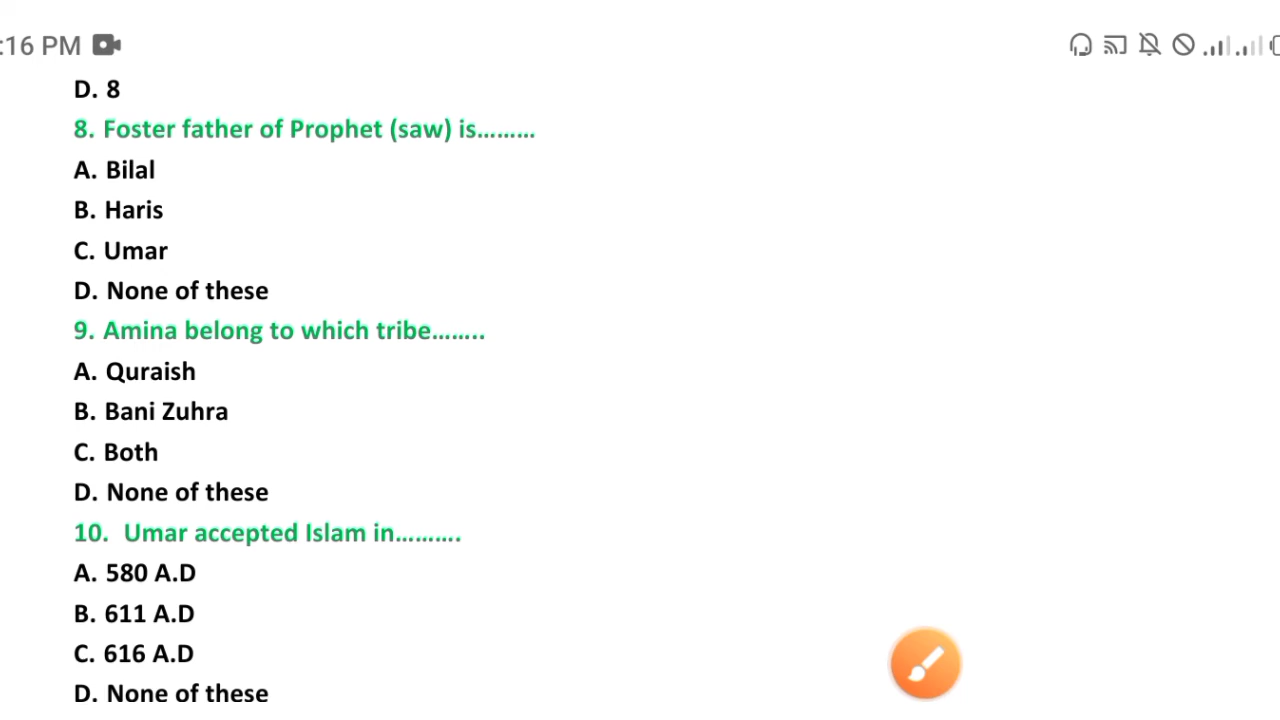 :16 PM
D. 8
8. Foster father of Prophet (saw) is.........
A. Bilal
B. Haris
C. Umar
D. None of these
9. Amina belong to which tribe........
A. Quraish
B. Bani Zuhra
C. Both
D. None of these
10. Umar accepted Islam in..........
A. 580 A.D
B. 611 A.D
C. 616 A.D
D. None of these